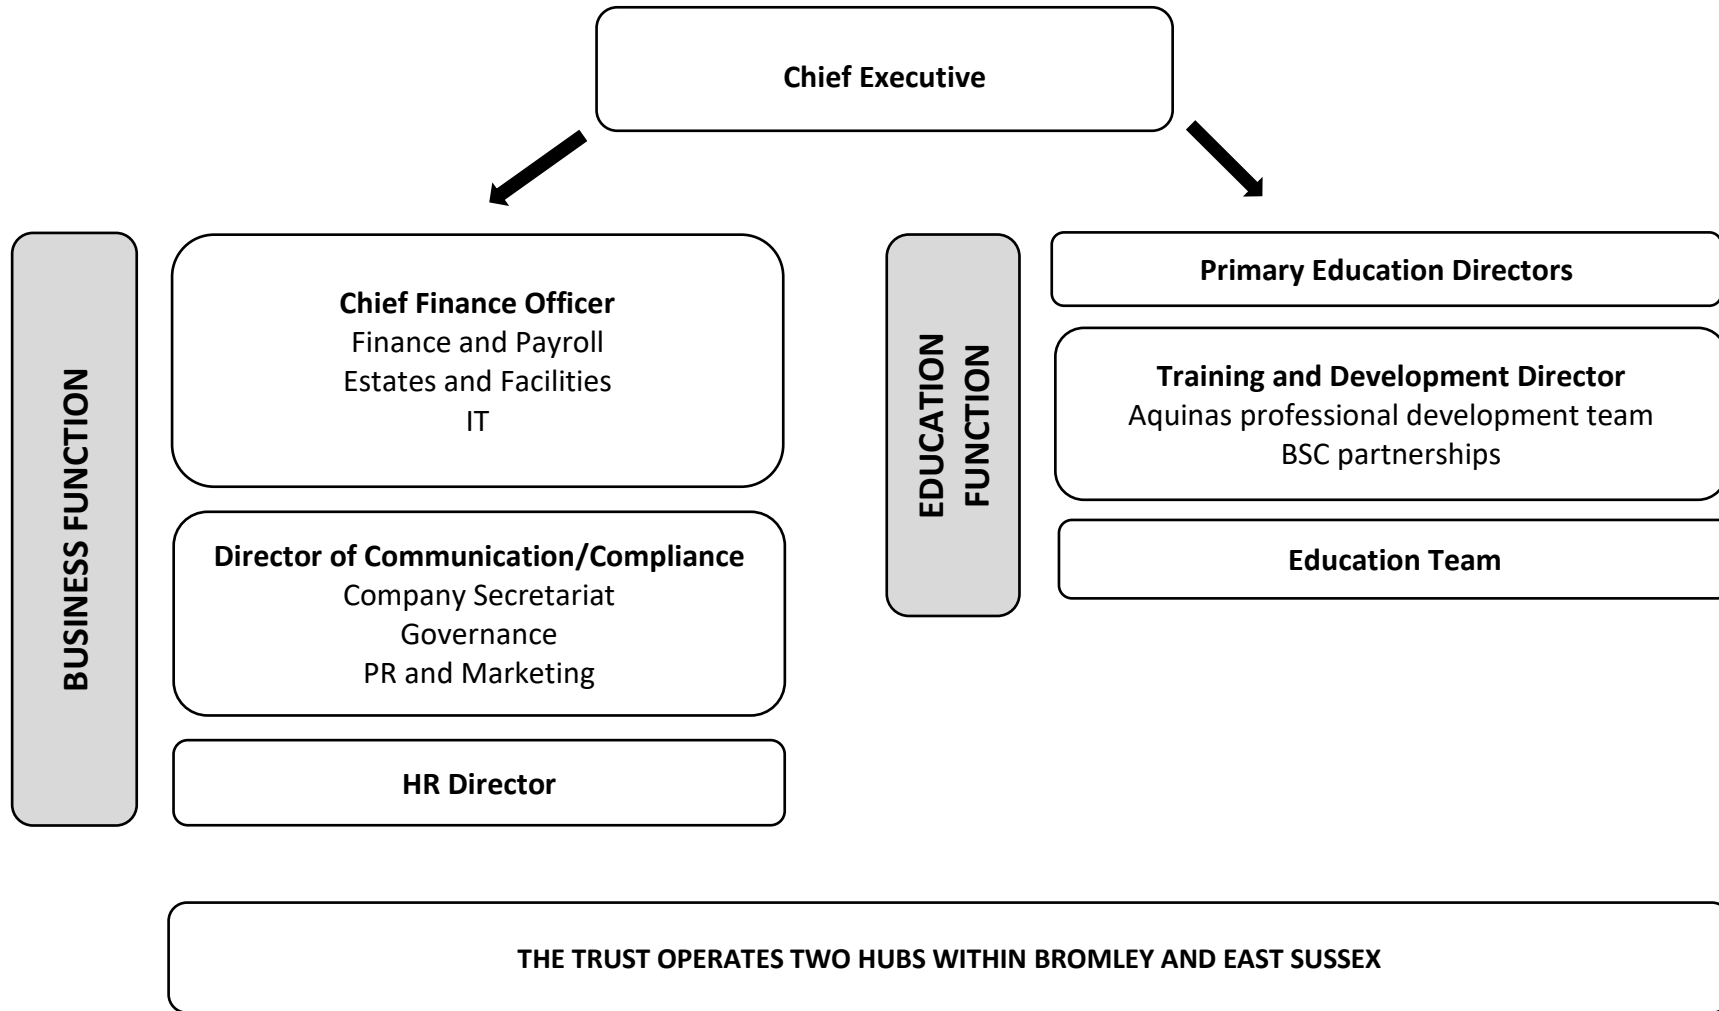 Chief Executive
BUSINESS FUNCTION
Chief Finance Officer
Finance and Payroll
Estates and Facilities
IT
Director of Communication/Compliance
Company Secretariat
Governance
PR and Marketing
HR Director
EDUCATION
FUNCTION
Primary Education Directors
Training and Development Director
Aquinas professional development team
BSC partnerships
Education Team
THE TRUST OPERATES TWO HUBS WITHIN BROMLEY AND EAST SUSSEX